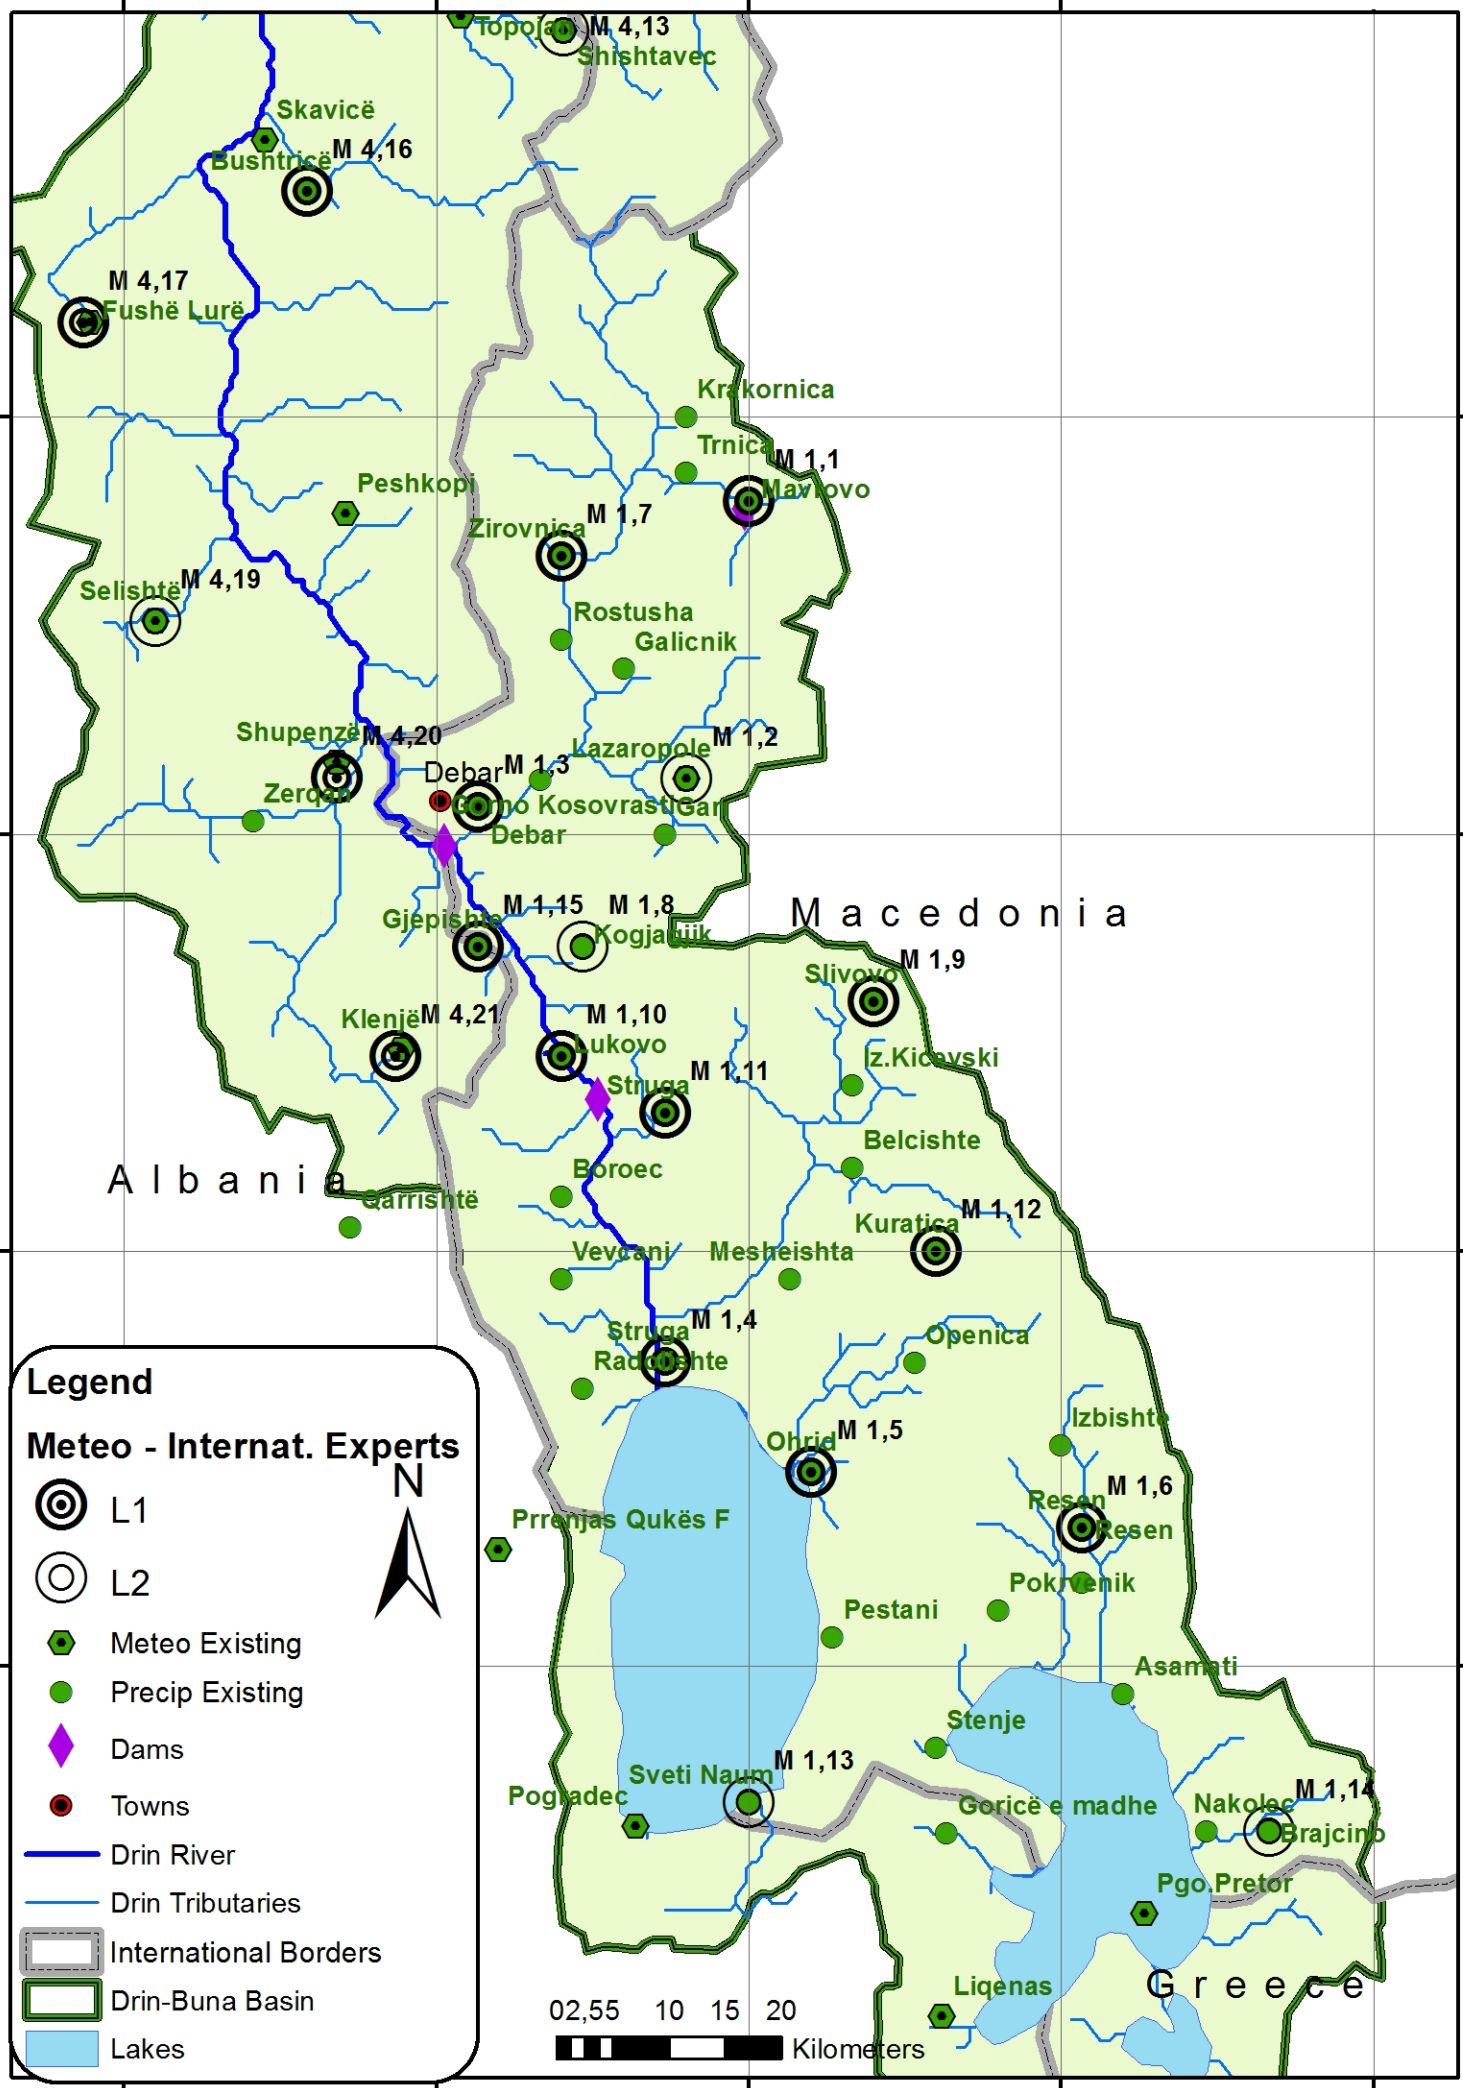 Topojan
M 4,13
Shishtavec
Skavicë
Bushtricë
M 4,16
M 4,17
Fushë Lurë
Krakornica
Trnica
M 1,1
Mavrovo
Peshkopi
M 1,7
Zirovnica
Selishtë
M 4,19
Rostusha
Galicnik
Shupenzë
M 4,20
M 1,2
Lazaropole
Debar
M 1,3
Zerqan
Gorno Kosovrasti
Gari
Debar
Gjepishte
M 1,15
M 1,8
Kogjadjik
Macedonia
M 1,9
Slivovo
Klenjë
M 4,21
M 1,10
Lukovo
Iz.Kicevski
M 1,11
Struga
Belcishte
Boroec
Albania
Qarrishtë
M 1,12
Kuratica
Vevcani
Mesheishta
M 1,4
Struga
Radolishte
Openica
Izbishte
M 1,5
Ohrid
M 1,6
Resen
Resen
Prrenjas Qukës F
Pokrvenik
Pestani
Asamati
Stenje
M 1,13
Sveti Naum
Pogradec
Goricë e madhe
M 1,14
Nakolec
Brajcino
Pgo.Pretor
Greece
Liqenas
Legend
Meteo - Internat. Experts
N
L1
L2
Meteo Existing
Precip Existing
Dams
Towns
Drin River
Drin Tributaries
International Borders
Drin-Buna Basin
Lakes
02,55 10 15 20
Kilometers